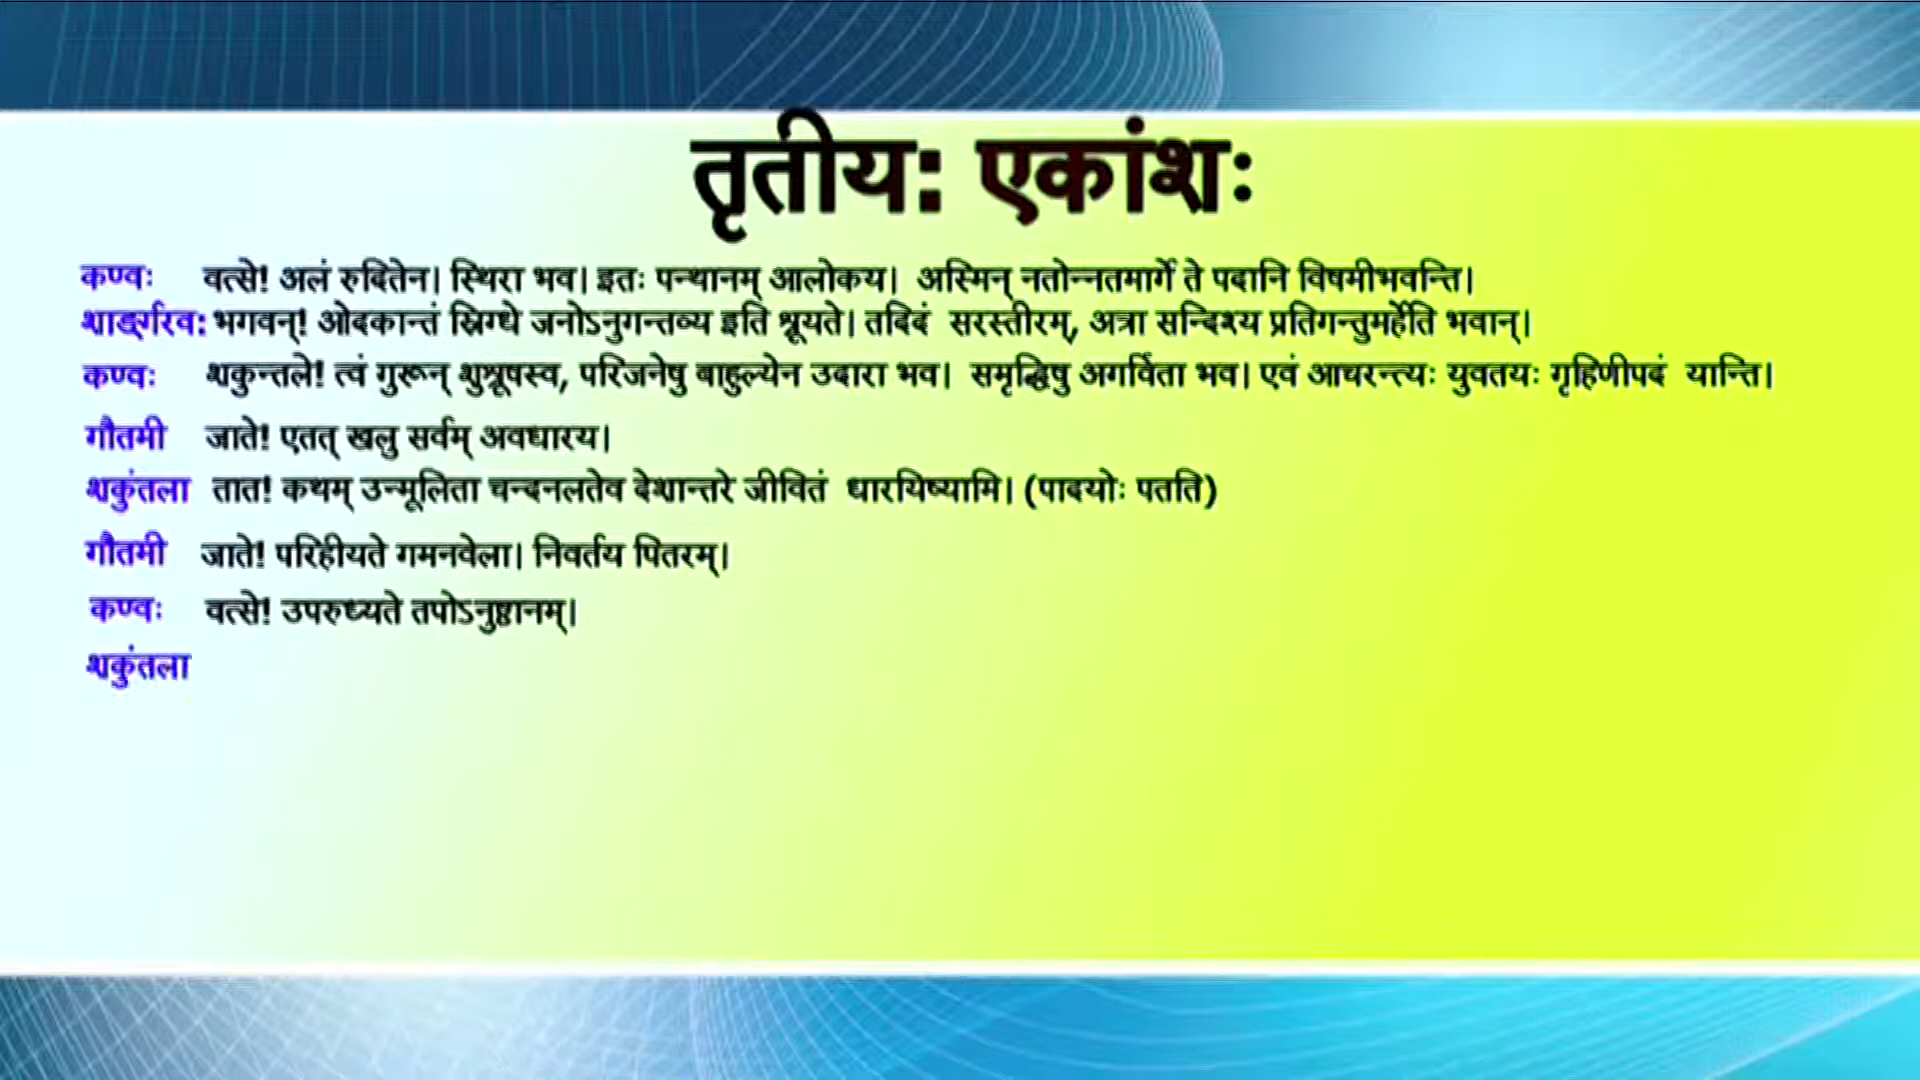 तृतीय: एकांशः
कण्वः वत्से! अलं रुदितेन। स्थिरा भव। इतः पन्थानम् आलोकय। अस्मिन् नतोन्नतमार्गे ते पदानि विषमीभवन्ति।
शार्ङ्गरव: भगवन्! ओदकान्तं स्निग्धे जनोऽनुगन्तव्य इति श्रूयते। तदिदं सरस्तीरम्, अत्रा सन्दिश्य प्रतिगन्तुमर्हेति भवान्।
कण्वः शकुन्तले! त्वं गुरून् शुश्रूषस्व, परिजनेषु बाहुल्येन उदारा भव। समृद्धिषु अगर्विता भव। एवं आचरन्त्यः युवतयः गृहिणीपदं यान्ति।
गौतमी जाते! एतत् खलु सर्वम् अवधारय।
शकुंतला तात! कथम् उन्मूलिता चन्दनलतेव देशान्तरे जीवितं धारयिष्यामि। (पादयोः पतति)
गौतमी जाते! परिहीयते गमनवेला। निवर्तय पितरम्।
कण्वः वत्से! उपरुध्यते तपोऽनुष्ठानम्।
शकुंतला